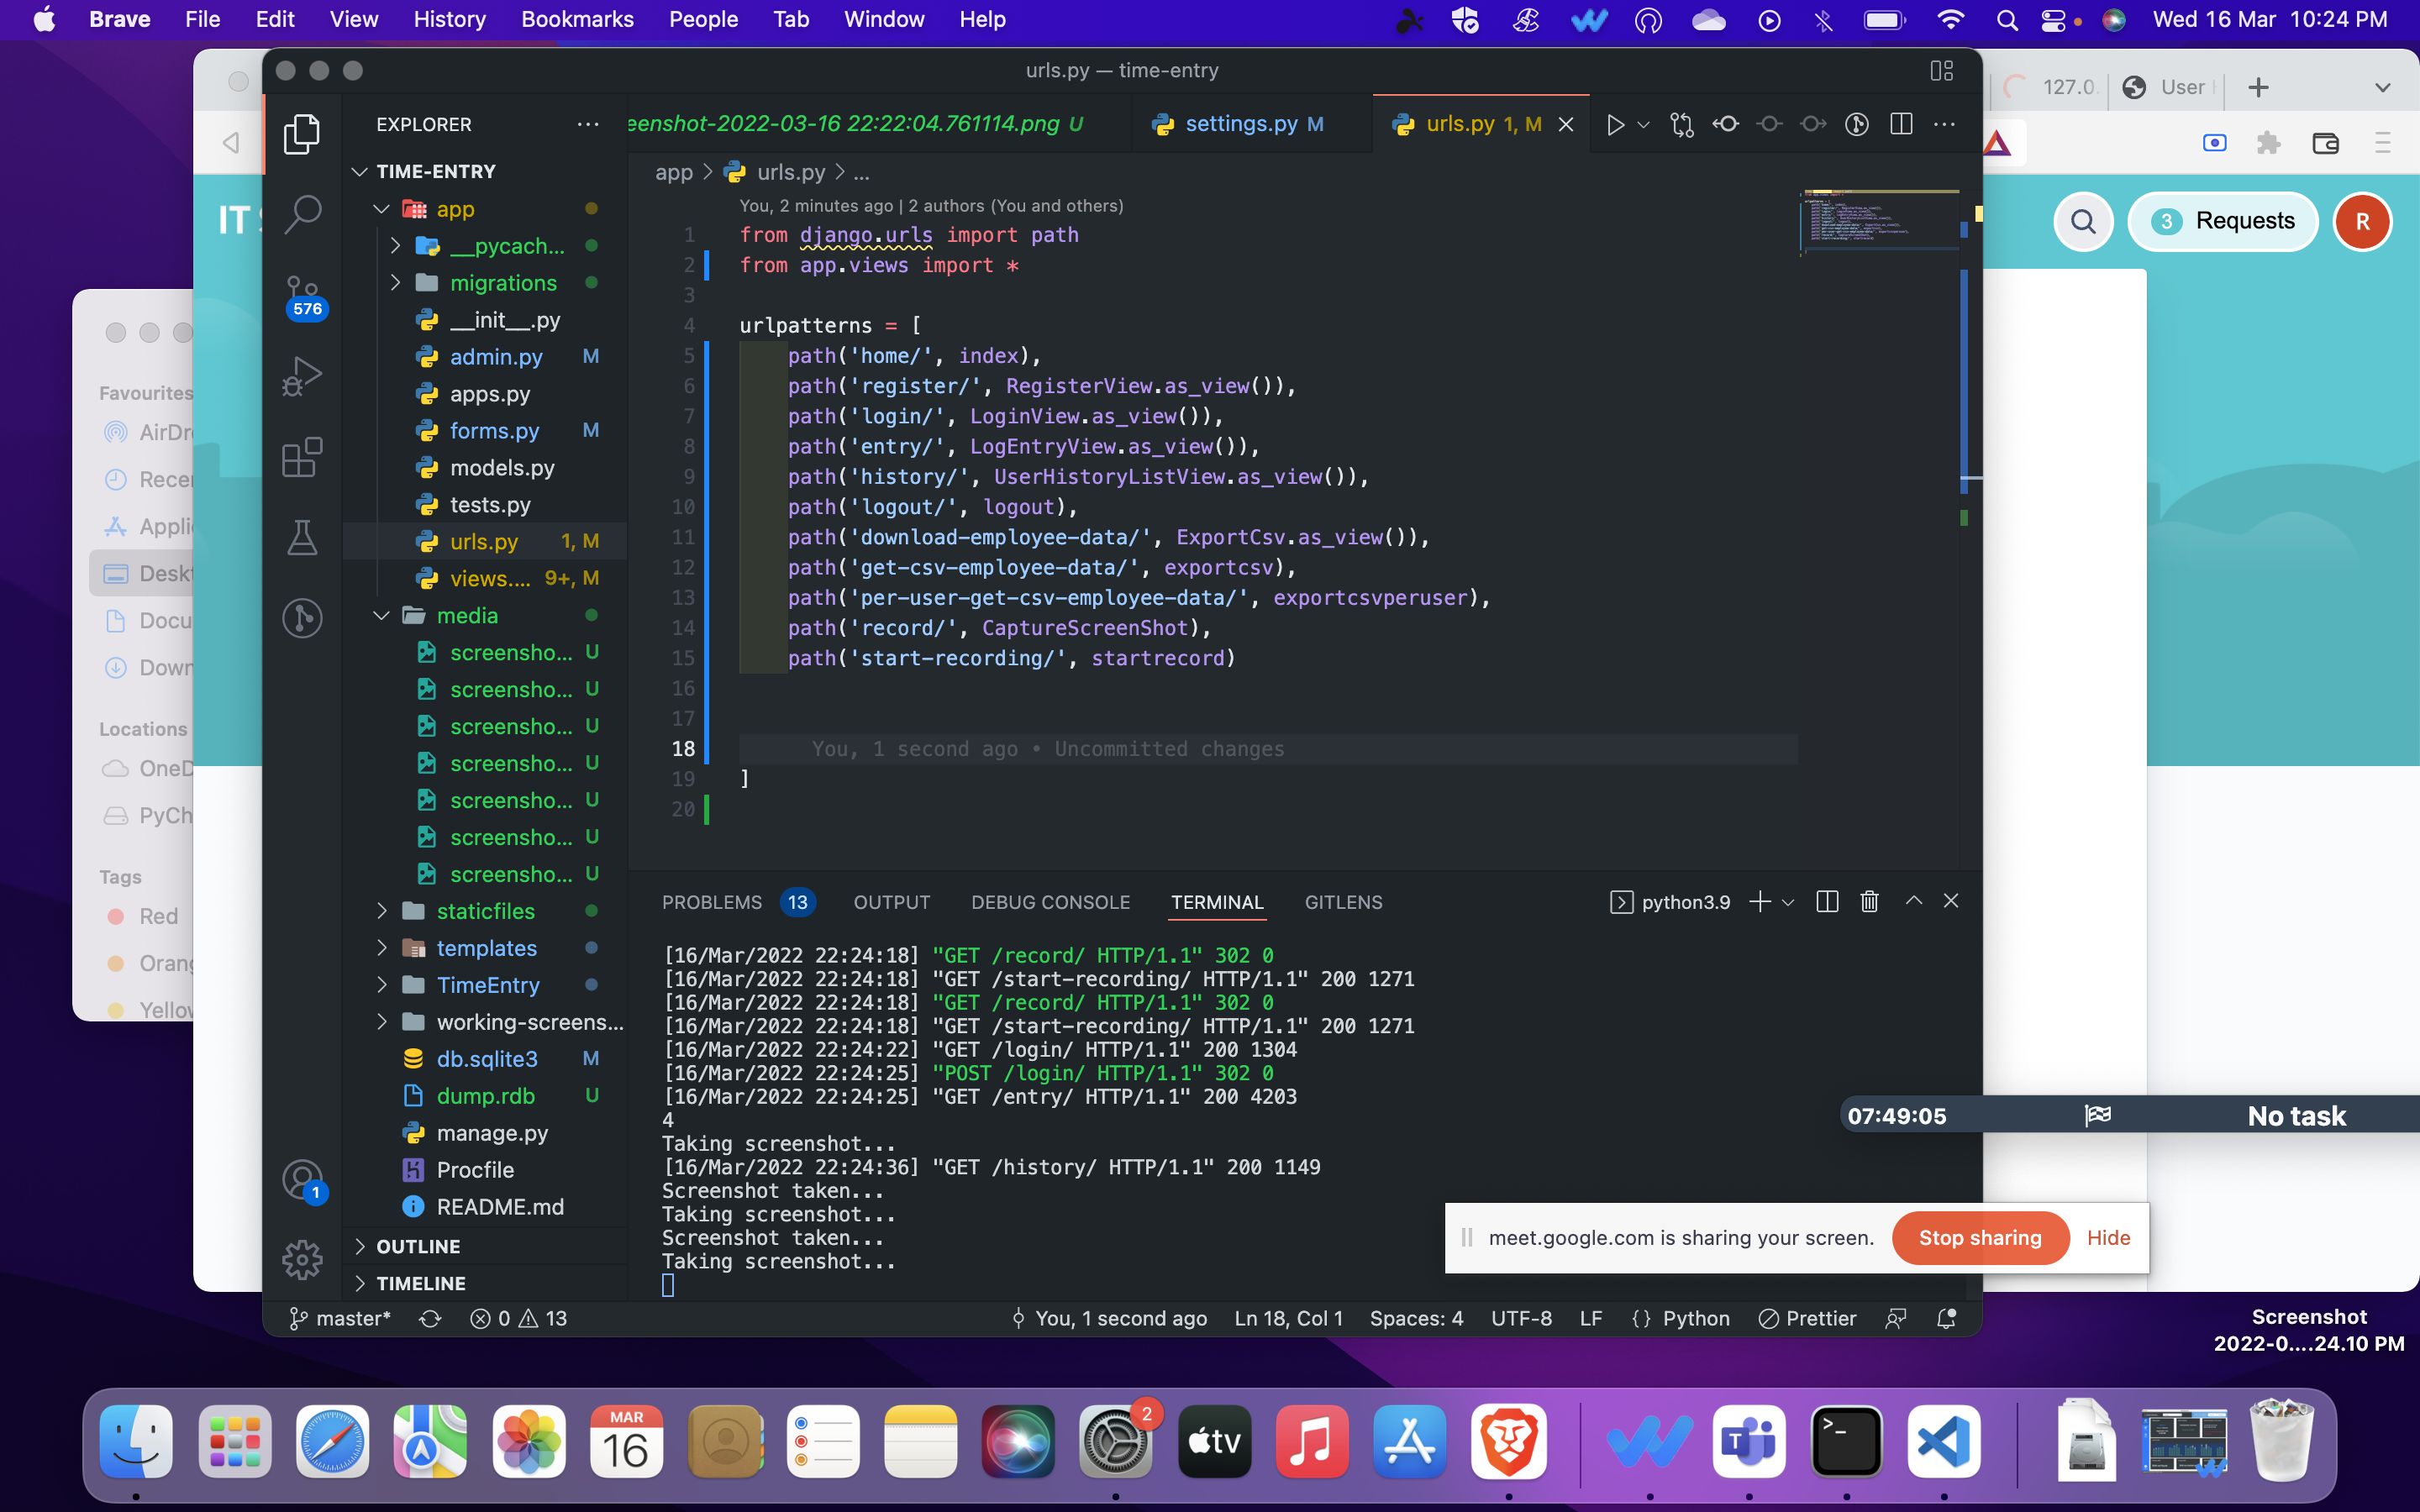 Brave File Edit View History Bookmarks People Tab Window Help Wed 16 Mar 10:24 PM
urls.py — time-entry
127.0. User
IT
3 Requests R
Favourites
AirDr
Recen
Appli
Deskt
Docu
Down
Locations
OneD
PyCh
Tags
Red
Orang
Yellow
EXPLORER
TIME-ENTRY
576
app
__pycach...
migrations
__init__.py
admin.py M
apps.py
forms.py M
models.py
tests.py
urls.py 1, M
views.... 9+, M
media
screensho... U
screensho... U
screensho... U
screensho... U
screensho... U
screensho... U
screensho... U
staticfiles
templates
TimeEntry
working-screens...
db.sqlite3 M
dump.rdb U
manage.py
Procfile
README.md
OUTLINE
TIMELINE
1
eenshot-2022-03-16 22:22:04.761114.png U settings.py M urls.py 1, M
app > urls.py > ...
You, 2 minutes ago | 2 authors (You and others)
1 from django.urls import path
2 from app.views import *
3
4 urlpatterns = [
5 path('home/', index),
6 path('register/', RegisterView.as_view()),
7 path('login/', LoginView.as_view()),
8 path('entry/', LogEntryView.as_view()),
9 path('history/', UserHistoryListView.as_view()),
10 path('logout/', logout),
11 path('download-employee-data/', ExportCsv.as_view()),
12 path('get-csv-employee-data/', exportcsv),
13 path('per-user-get-csv-employee-data/', exportcsvperuser),
14 path('record/', CaptureScreenShot),
15 path('start-recording/', startrecord)
16
17
18 You, 1 second ago • Uncommitted changes
19 ]
20
PROBLEMS 13 OUTPUT DEBUG CONSOLE TERMINAL GITLENS python3.9
[16/Mar/2022 22:24:18] "GET /record/ HTTP/1.1" 302 0
[16/Mar/2022 22:24:18] "GET /start-recording/ HTTP/1.1" 200 1271
[16/Mar/2022 22:24:18] "GET /record/ HTTP/1.1" 302 0
[16/Mar/2022 22:24:18] "GET /start-recording/ HTTP/1.1" 200 1271
[16/Mar/2022 22:24:22] "GET /login/ HTTP/1.1" 200 1304
[16/Mar/2022 22:24:25] "POST /login/ HTTP/1.1" 302 0
[16/Mar/2022 22:24:25] "GET /entry/ HTTP/1.1" 200 4203
4
Taking screenshot...
[16/Mar/2022 22:24:36] "GET /history/ HTTP/1.1" 200 1149
Screenshot taken...
Taking screenshot...
Screenshot taken...
Taking screenshot...
07:49:05 No task
meet.google.com is sharing your screen. Stop sharing Hide
master* 0 13 You, 1 second ago Ln 18, Col 1 Spaces: 4 UTF-8 LF {} Python Prettier
Screenshot
2022-0....24.10 PM
MAR
16
2
tv